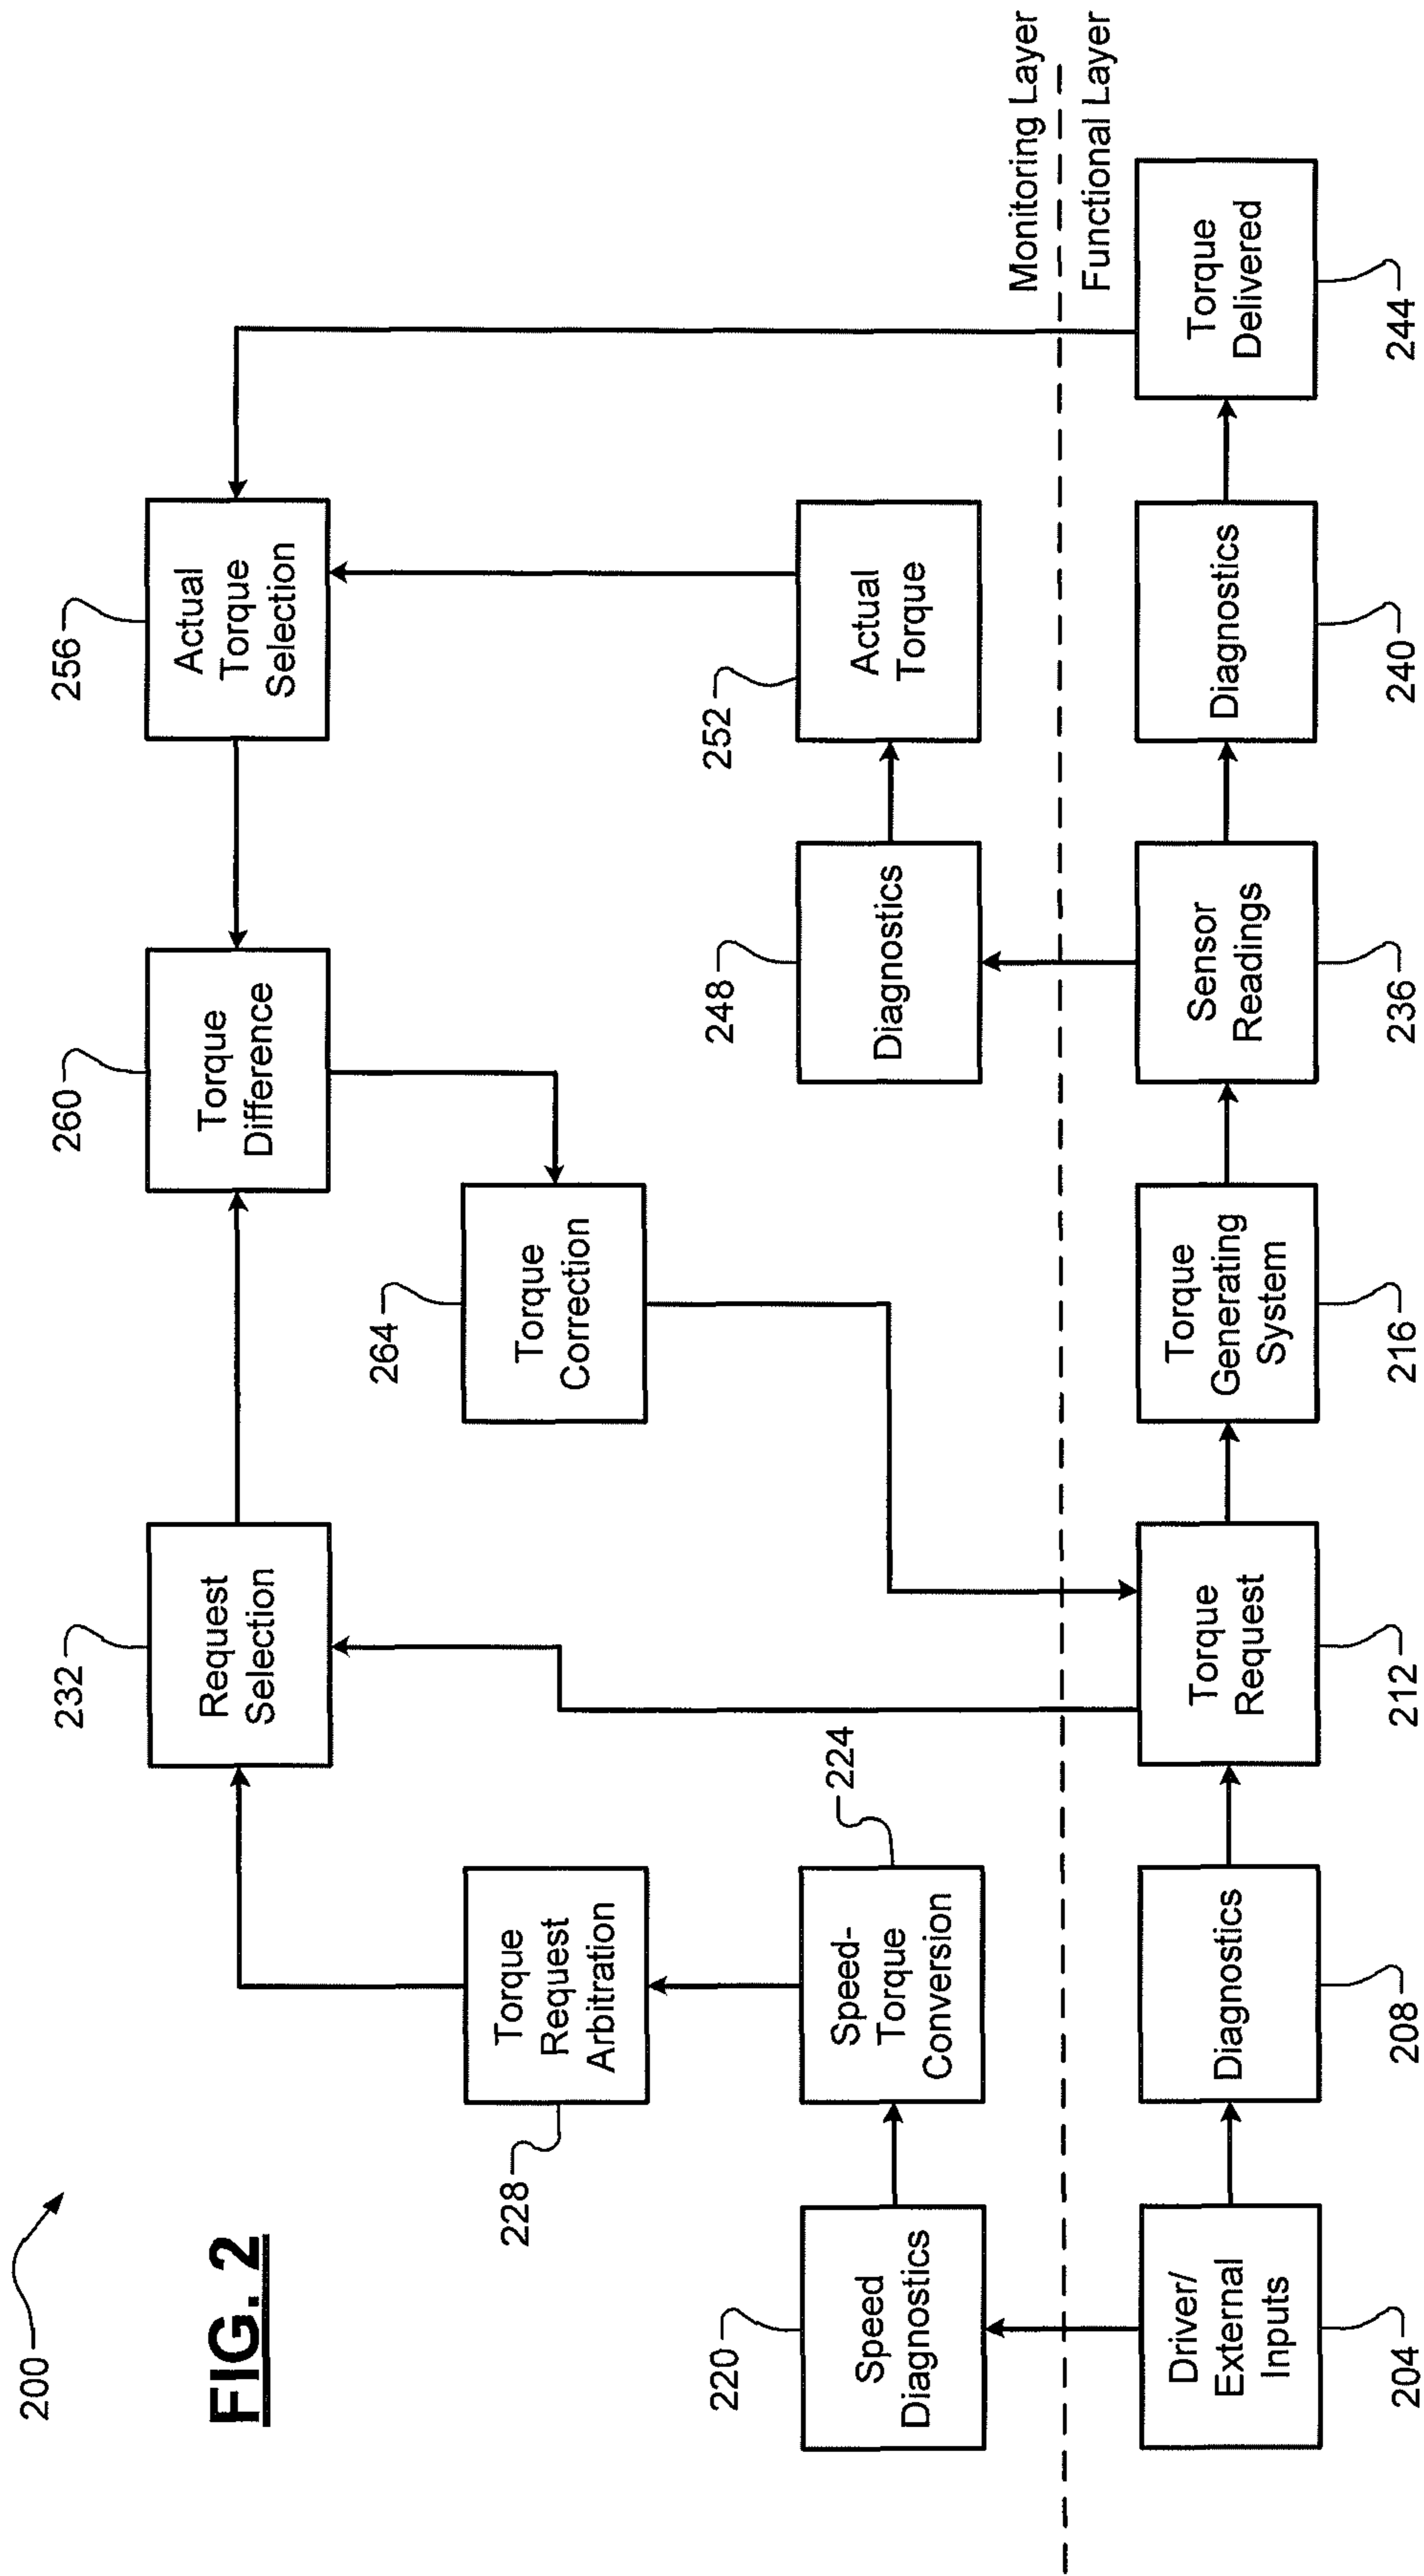 200
FIG. 2
232
Request
Selection
260
Torque
Difference
256
Actual
Torque
Selection
228
Torque
Request
Arbitration
264
Torque
Correction
220
Speed
Diagnostics
224
Speed-
Torque
Conversion
248
Diagnostics
252
Actual
Torque
Monitoring Layer
Functional Layer
Driver/
External
Inputs
204
Diagnostics
208
Torque
Request
212
Torque
Generating
System
216
Sensor
Readings
236
Diagnostics
240
Torque
Delivered
244